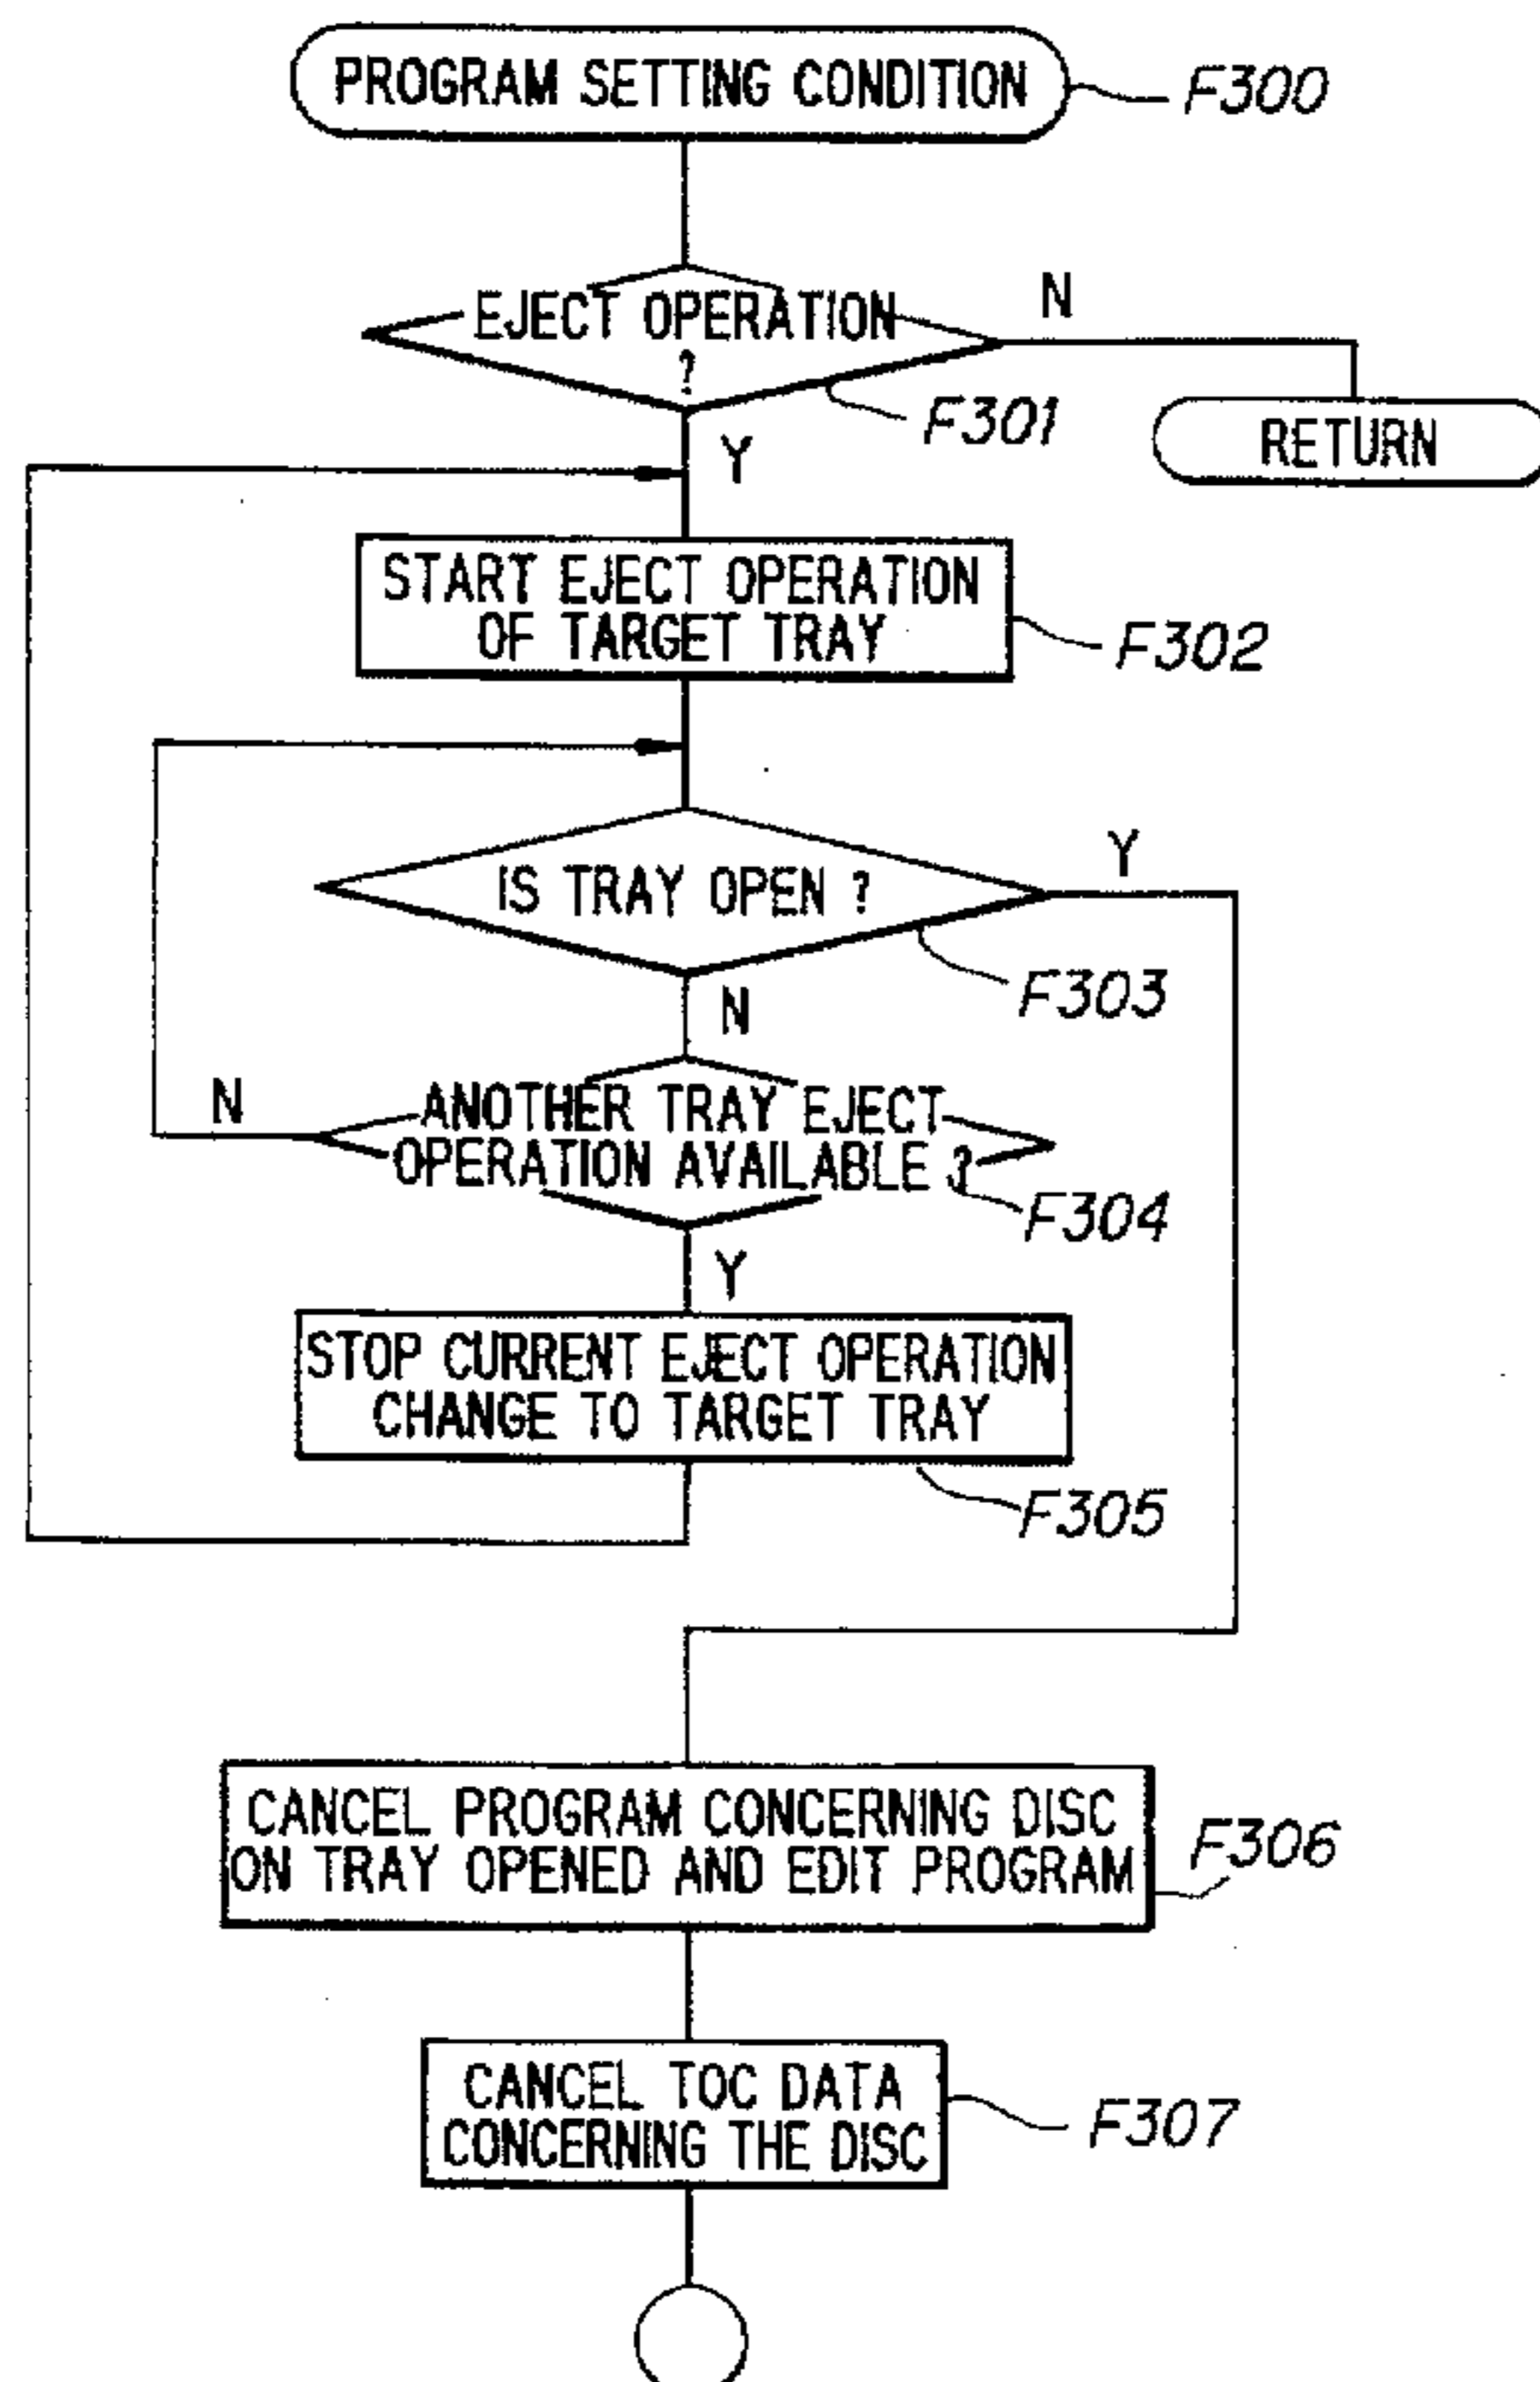 PROGRAM SETTING CONDITION
F300
EJECT OPERATION
?
N
F301
RETURN
Y
START EJECT OPERATION
OF TARGET TRAY
F302
IS TRAY OPEN ?
Y
F303
N
ANOTHER TRAY EJECT
OPERATION AVAILABLE ?
N
F304
Y
STOP CURRENT EJECT OPERATION
CHANGE TO TARGET TRAY
F305
CANCEL PROGRAM CONCERNING DISC
ON TRAY OPENED AND EDIT PROGRAM
F306
CANCEL TOC DATA
CONCERNING THE DISC
F307